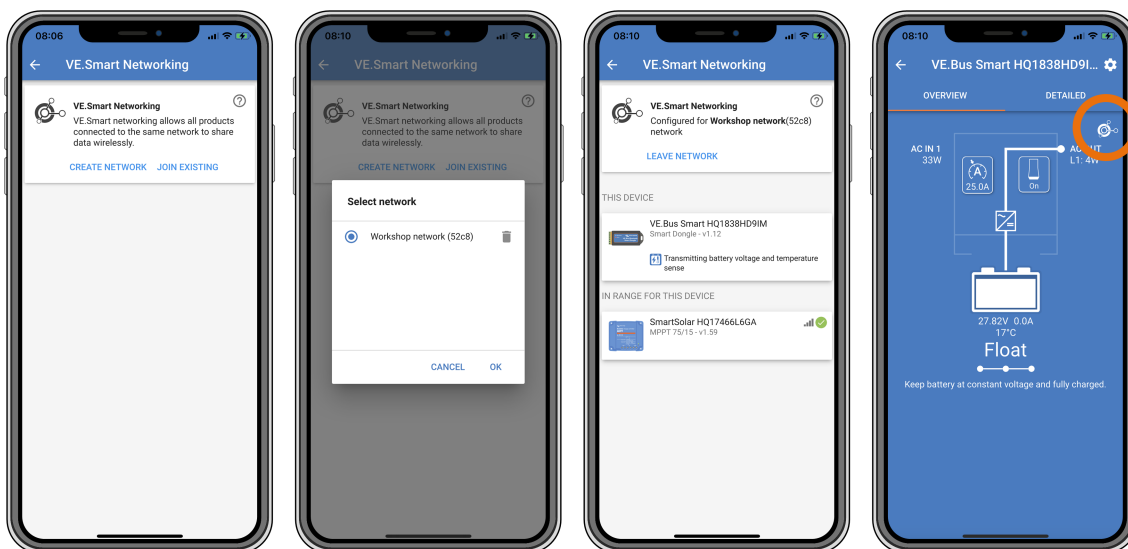 08:06
VE.Smart Networking
VE.Smart Networking
VE.Smart networking allows all products
connected to the same network to share
data wirelessly.
CREATE NETWORK JOIN EXISTING
08:10
VE.Smart Networking
VE.Smart Networking
VE.Smart networking allows all products
connected to the same network to share
data wirelessly.
CREATE NETWORK JOIN EXISTING
Select network
Workshop network (52c8)
CANCEL OK
08:10
VE.Smart Networking
VE.Smart Networking
Configured for Workshop network(52c8)
network
LEAVE NETWORK
THIS DEVICE
VE.Bus Smart HQ1838HD9IM
Smart Dongle - v1.12
Transmitting battery voltage and temperature
sense
IN RANGE FOR THIS DEVICE
SmartSolar HQ17466L6GA
MPPT 75/15 - v1.59
08:10
VE.Bus Smart HQ1838HD9I...
OVERVIEW DETAILED
AC IN 1
33W
(A)
25.0A
On
L1: 4W
27.82V 0.0A
17°C
Float
Keep battery at constant voltage and fully charged.